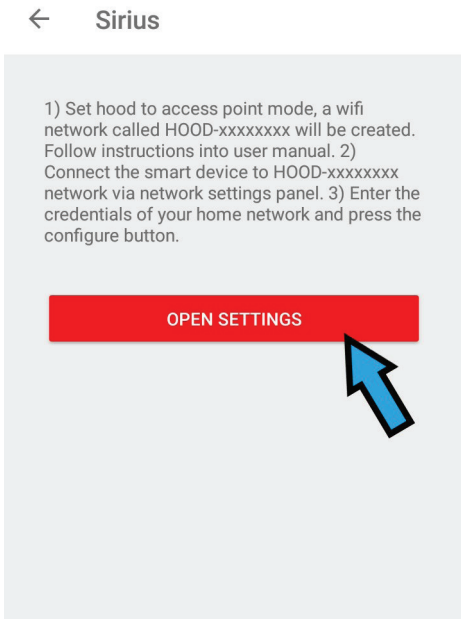 Sirius
1) Set hood to access point mode, a wifi
network called HOOD-xxxxxxxx will be created.
Follow instructions into user manual. 2)
Connect the smart device to HOOD-xxxxxxxx
network via network settings panel. 3) Enter the
credentials of your home network and press the
configure button.
OPEN SETTINGS